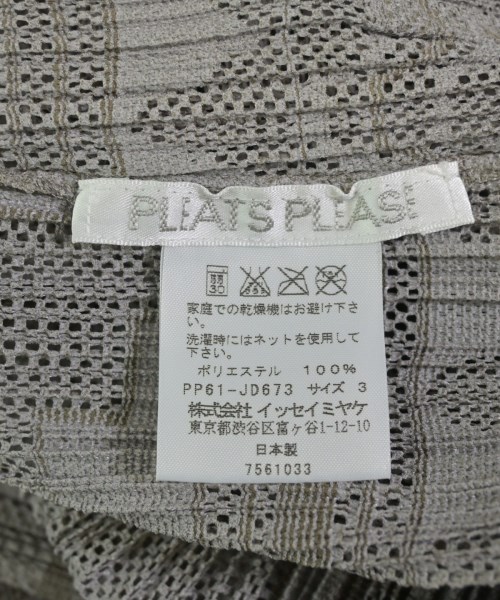 PLEATS PLEASE
家庭での乾燥機はお避け下さ
い。
洗濯時にはネットを使用して
下さい。
ポリエステル 100%
PP61-JD673 サイズ 3
株式会社 イッセイミヤケ
東京都渋谷区富ヶ谷1-12-10
日本製
7561033